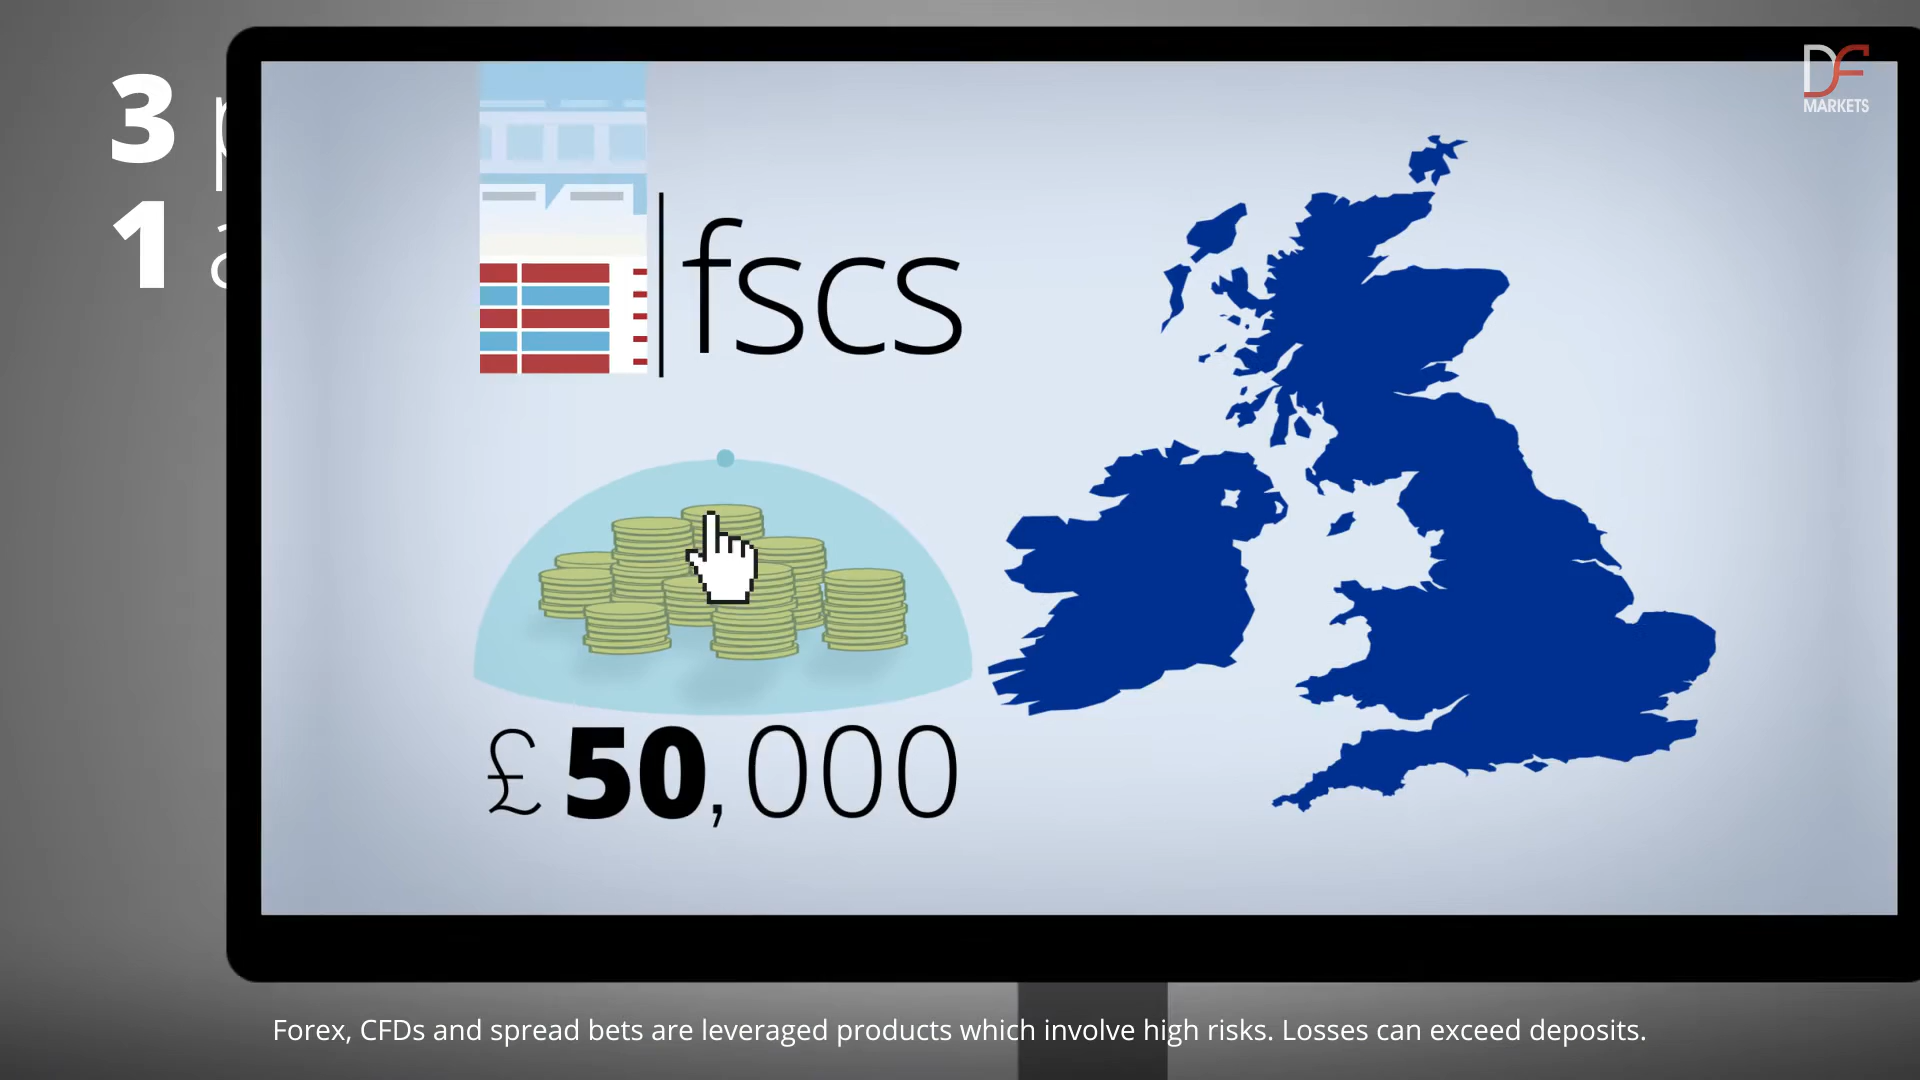 DF
MARKETS
3
1
fscs
£50,000
Forex, CFDs and spread bets are leveraged products which involve high risks. Losses can exceed deposits.